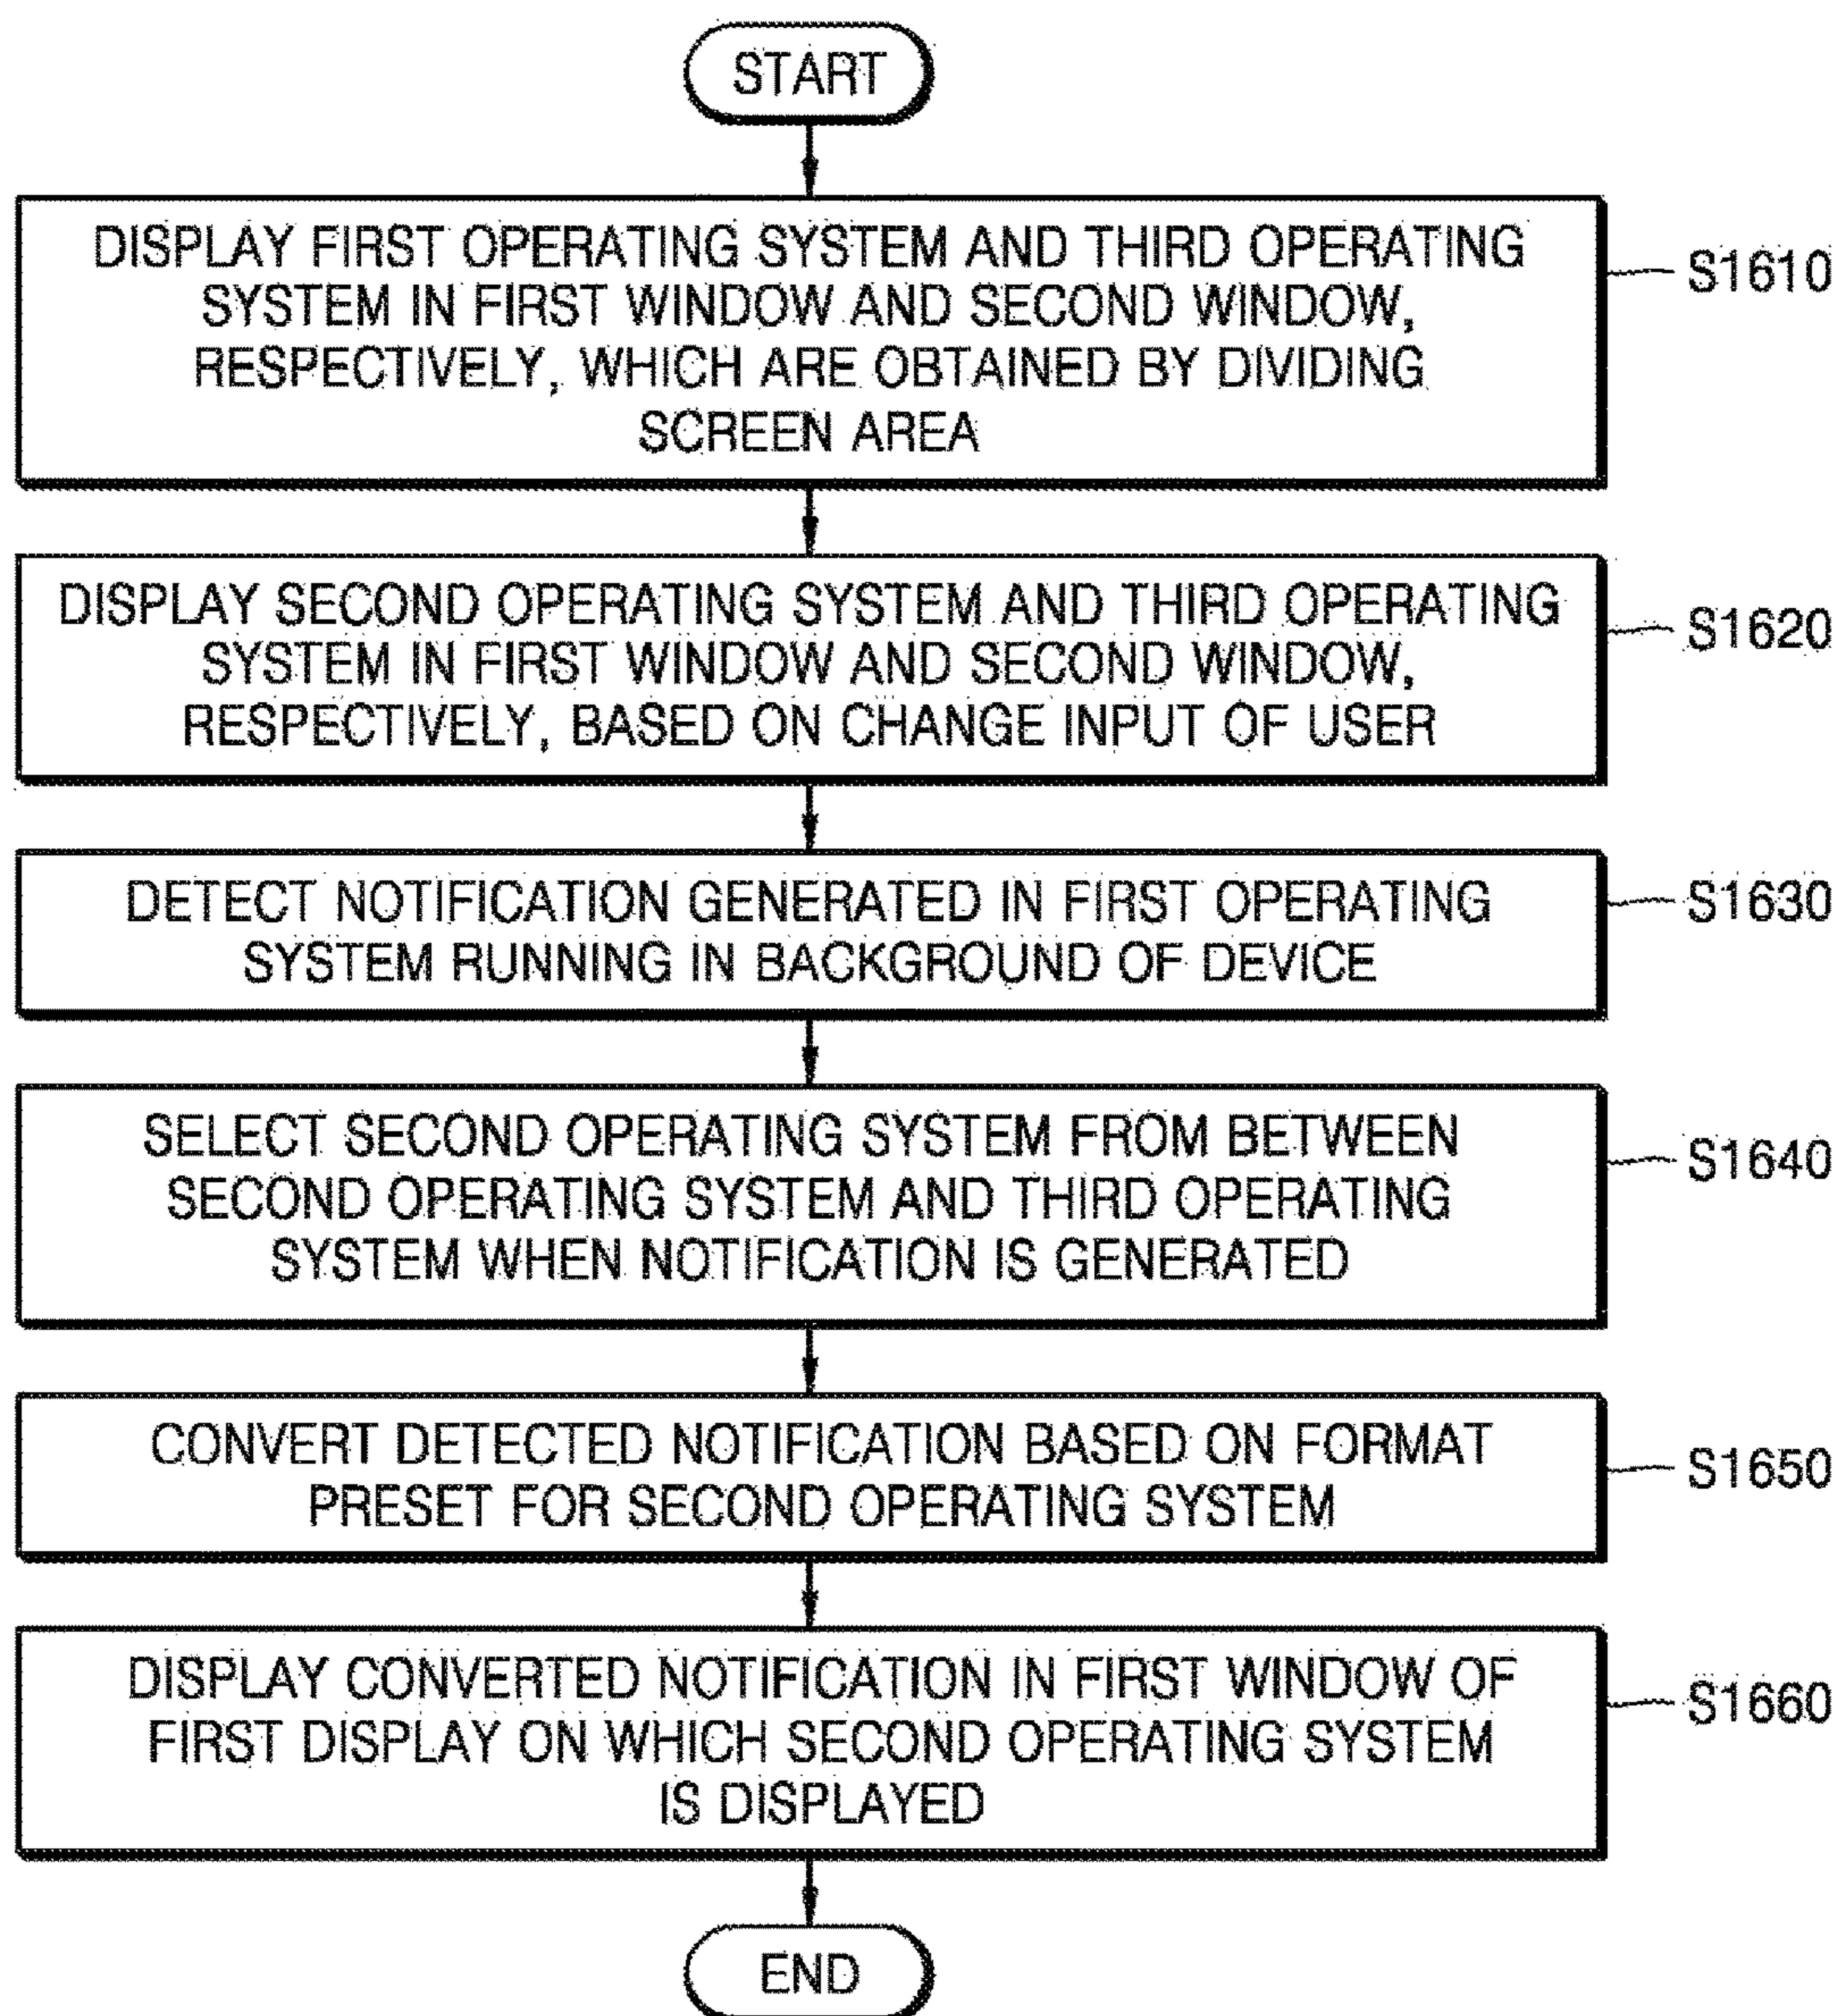 START
DISPLAY FIRST OPERATING SYSTEM AND THIRD OPERATING
SYSTEM IN FIRST WINDOW AND SECOND WINDOW,
RESPECTIVELY, WHICH ARE OBTAINED BY DIVIDING
SCREEN AREA
S1610
DISPLAY SECOND OPERATING SYSTEM AND THIRD OPERATING
SYSTEM IN FIRST WINDOW AND SECOND WINDOW,
RESPECTIVELY, BASED ON CHANGE INPUT OF USER
S1620
DETECT NOTIFICATION GENERATED IN FIRST OPERATING
SYSTEM RUNNING IN BACKGROUND OF DEVICE
S1630
SELECT SECOND OPERATING SYSTEM FROM BETWEEN
SECOND OPERATING SYSTEM AND THIRD OPERATING
SYSTEM WHEN NOTIFICATION IS GENERATED
S1640
CONVERT DETECTED NOTIFICATION BASED ON FORMAT
PRESET FOR SECOND OPERATING SYSTEM
S1650
DISPLAY CONVERTED NOTIFICATION IN FIRST WINDOW OF
FIRST DISPLAY ON WHICH SECOND OPERATING SYSTEM
IS DISPLAYED
S1660
END